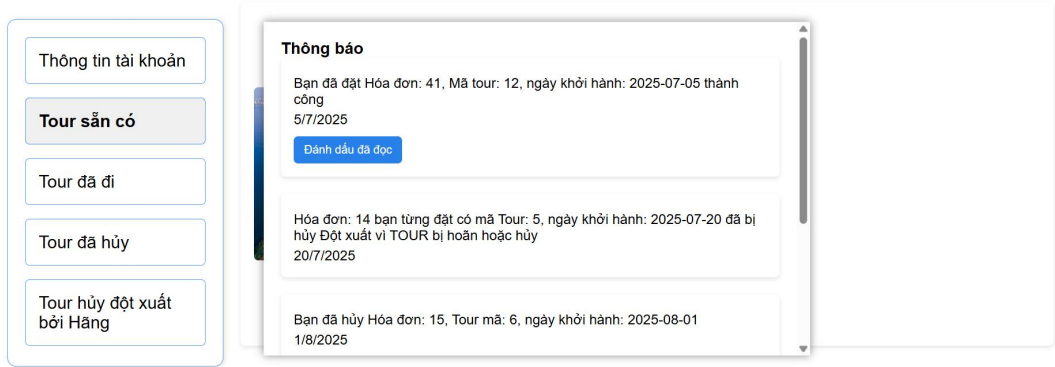 Thông tin tài khoản
Tour sẵn có
Tour đã đi
Tour đã hủy
Tour hủy đột xuất
bởi Hãng
Thông báo
Bạn đã đặt Hóa đơn: 41, Mã tour: 12, ngày khởi hành: 2025-07-05 thành
công
5/7/2025
Đánh dấu đã đọc
Hóa đơn: 14 bạn từng đặt có mã Tour: 5, ngày khởi hành: 2025-07-20 đã bị
hủy Đột xuất vì TOUR bị hoãn hoặc hủy
20/7/2025
Bạn đã hủy Hóa đơn: 15, Tour mã: 6, ngày khởi hành: 2025-08-01
1/8/2025